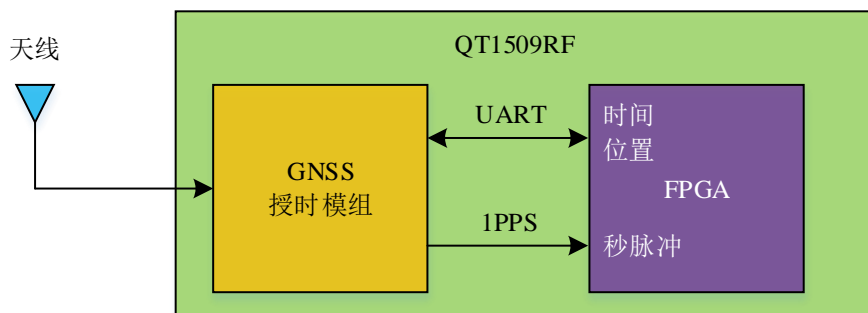 QT1509RF
天线
UART
时间
位置
GNSS
授时模组
FPGA
1PPS
秒脉冲